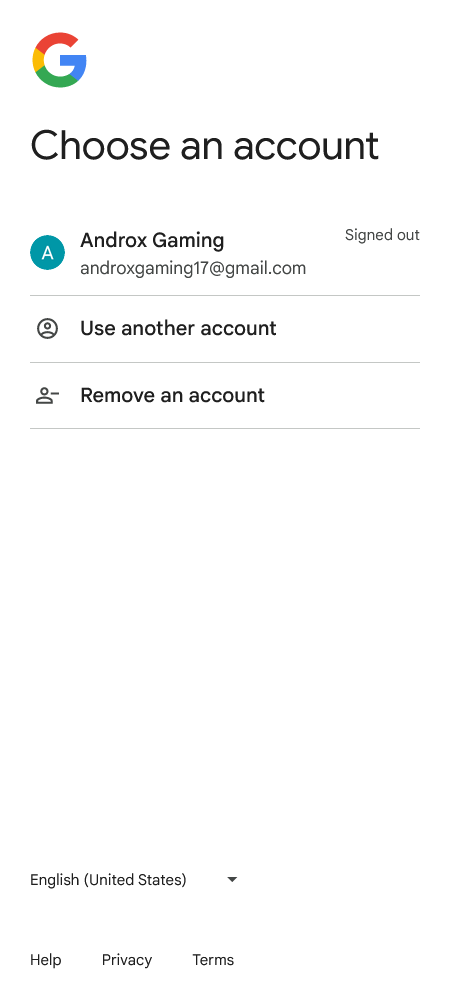 Choose an account
A
Androx Gaming
Signed out
androxgaming17@gmail.com
Use another account
Remove an account
English (United States)
Help Privacy Terms